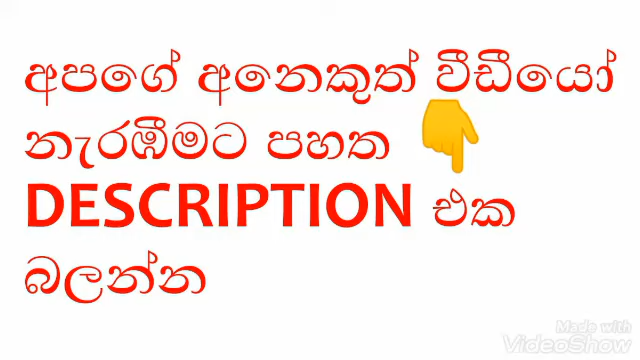 අපගේ අනෙකුත් වීඩීයෝ
නැරඹීමට පහත
DESCRIPTION එක
බලන්න
Made with
VideoShow